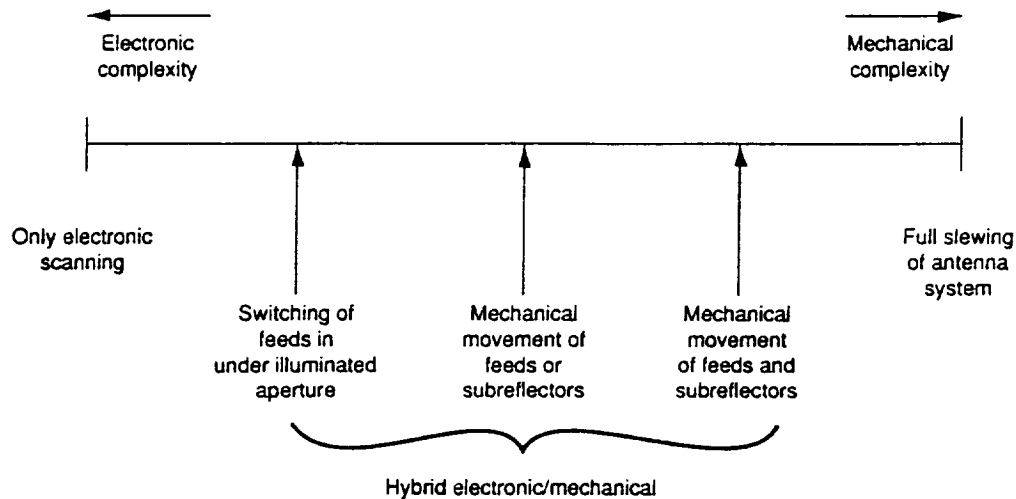 Electronic
complexity
Mechanical
complexity
Only electronic
scanning
Full slewing
of antenna
system
Switching of
feeds in
under illuminated
aperture
Mechanical
movement of
feeds or
subreflectors
Mechanical
movement
of feeds and
subreflectors
Hybrid electronic/mechanical